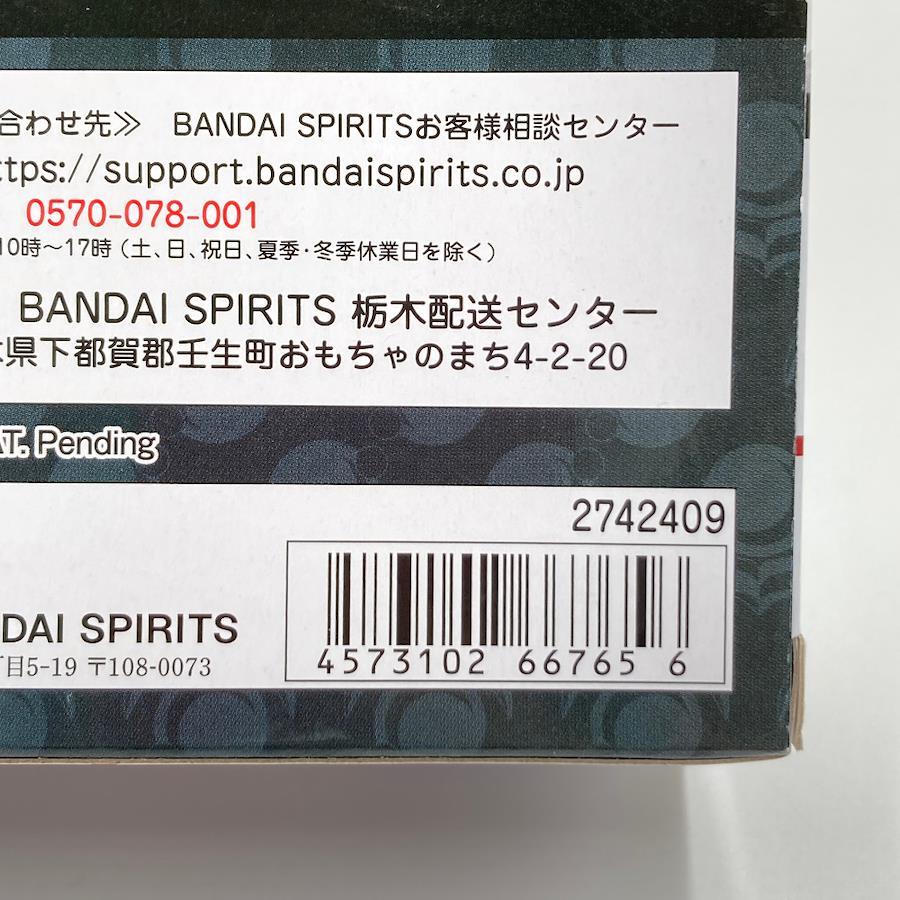 合わせ先≫ BANDAI SPIRITSお客様相談センター
ttps://support.bandaispirits.co.jp
0570-078-001
10時〜17時（土、日、祝日、夏季・冬季休業日を除く）
BANDAI SPIRITS 栃木配送センター
木県下都賀郡壬生町おもちゃのまち4-2-20
AT. Pending
2742409
DAI SPIRITS
目5-19 〒108-0073
4573102 667656